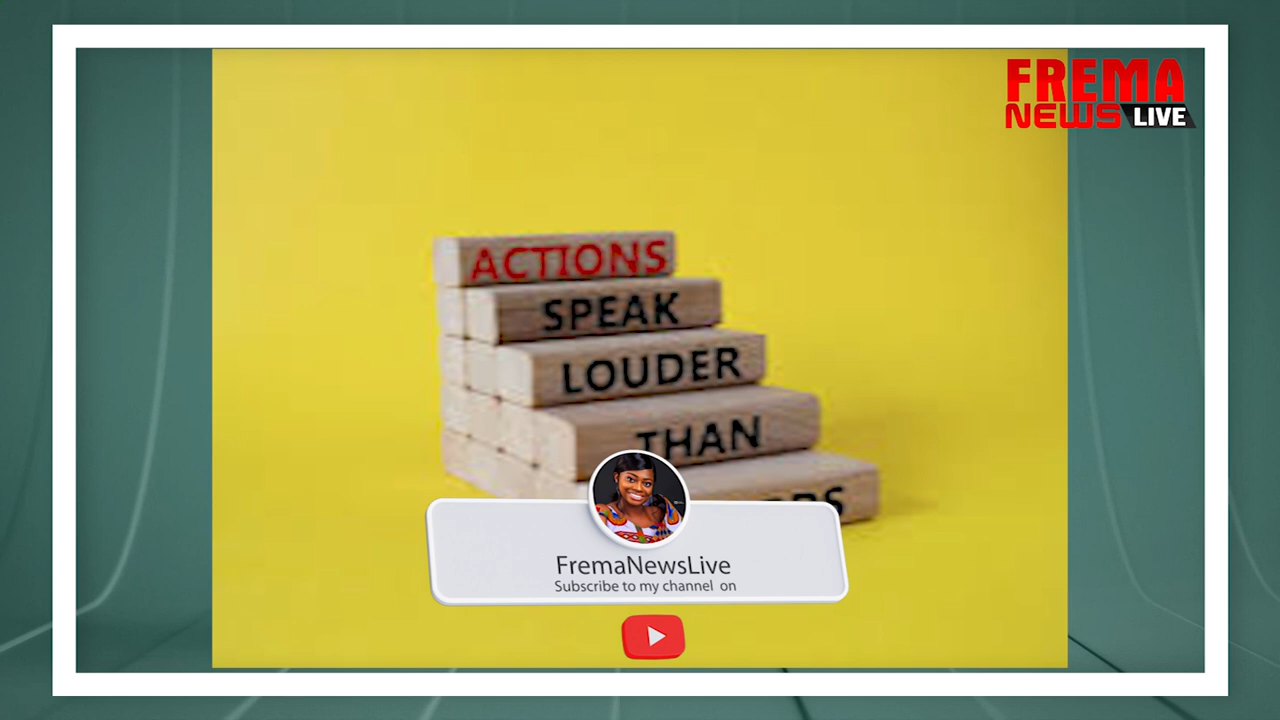 FREMA
NEWS LIVE
ACTIONS
SPEAK
LOUDER
THAN
FremaNewsLive
Subscribe to my channel on